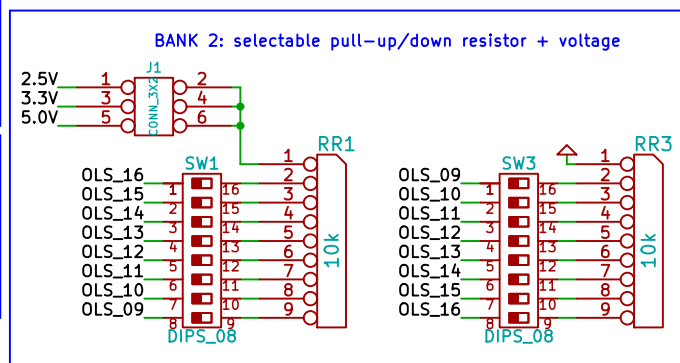 BANK 2: selectable pull-up/down resistor + voltage
J1
2.5V 1 2
3.3V 3 4
5.0V 5 6
CONN_3X2
SW1
RR1
1
OLS_16 1 16 2
OLS_15 2 15 3
OLS_14 3 14 4
OLS_13 4 13 5
OLS_12 5 12 6
OLS_11 6 11 7
OLS_10 7 10 8
OLS_09 8 9 9
10k
DIPS_08
SW3
RR3
1
OLS_09 1 16 2
OLS_10 2 15 3
OLS_11 3 14 4
OLS_12 4 13 5
OLS_13 5 12 6
OLS_14 6 11 7
OLS_15 7 10 8
OLS_16 8 9 9
10k
DIPS_08